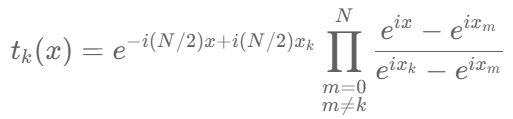 t_k(x) = e^{-i(N/2)x+i(N/2)x_k} \prod_{\substack{m=0 \\ m \neq k}}^{N} \frac{e^{ix} - e^{ix_m}}{e^{ix_k} - e^{ix_m}}